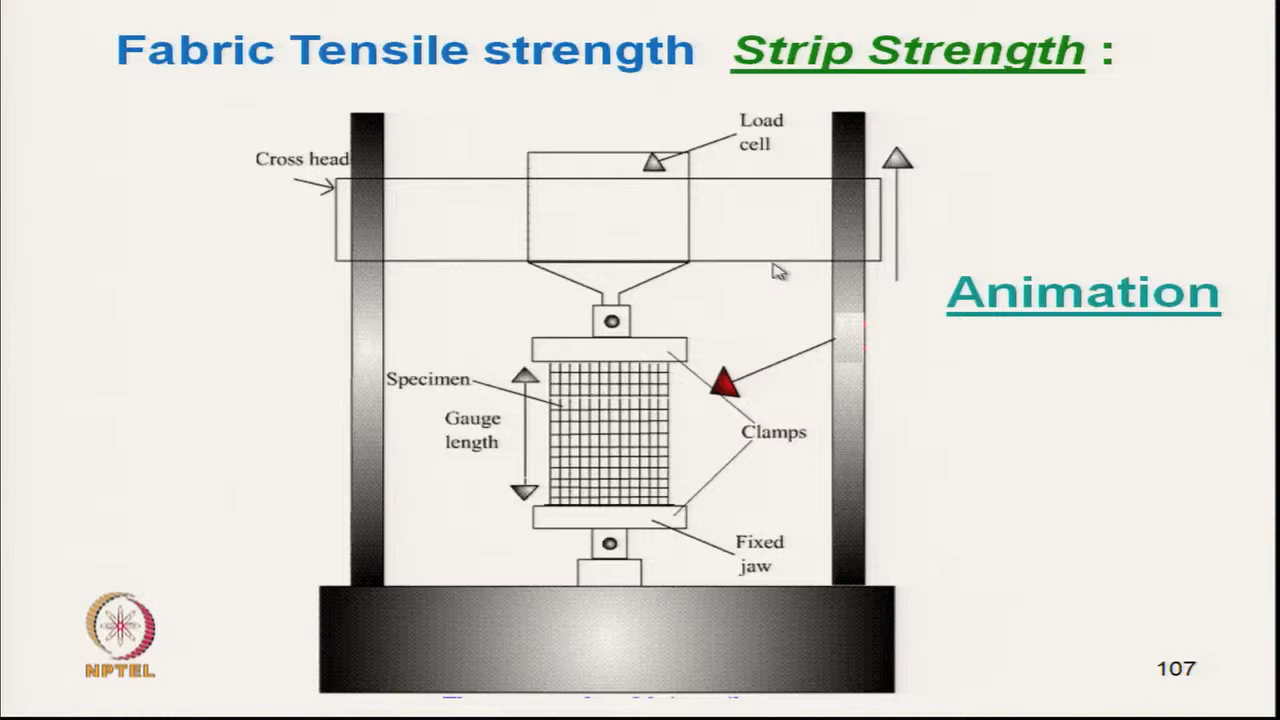 Fabric Tensile strength Strip Strength :
Load
cell
Cross head
Animation
Specimen
Gauge
length
Clamps
Fixed
jaw
NPTEL
107